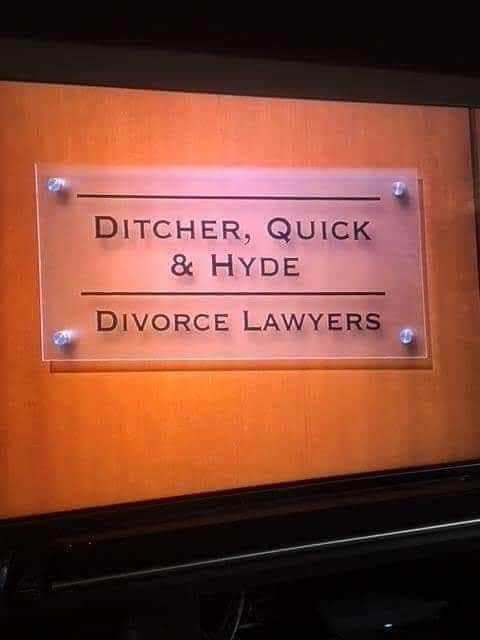 DITCHER, QUICK
& HYDE
DIVORCE LAWYERS